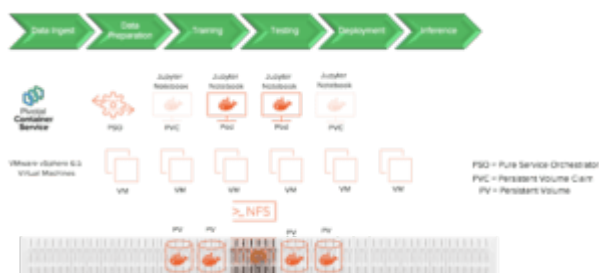 Data Ingest
Data
Preparation
Training
Testing
Deployment
Inference
Jupyter
Notebook
Jupyter
Notebook
Jupyter
Notebook
Jupyter
Notebook
Pivotal
Container
Service
PSO
PVC
Pod
Pod
PVC
VMware vSphere 6.5
Virtual Machines
VM
VM
VM
VM
VM
VM
PSO = Pure Service Orchestrator
PVC = Persistent Volume Claim
PV = Persistent Volume
>_NFS
PV
PV
PV
PV